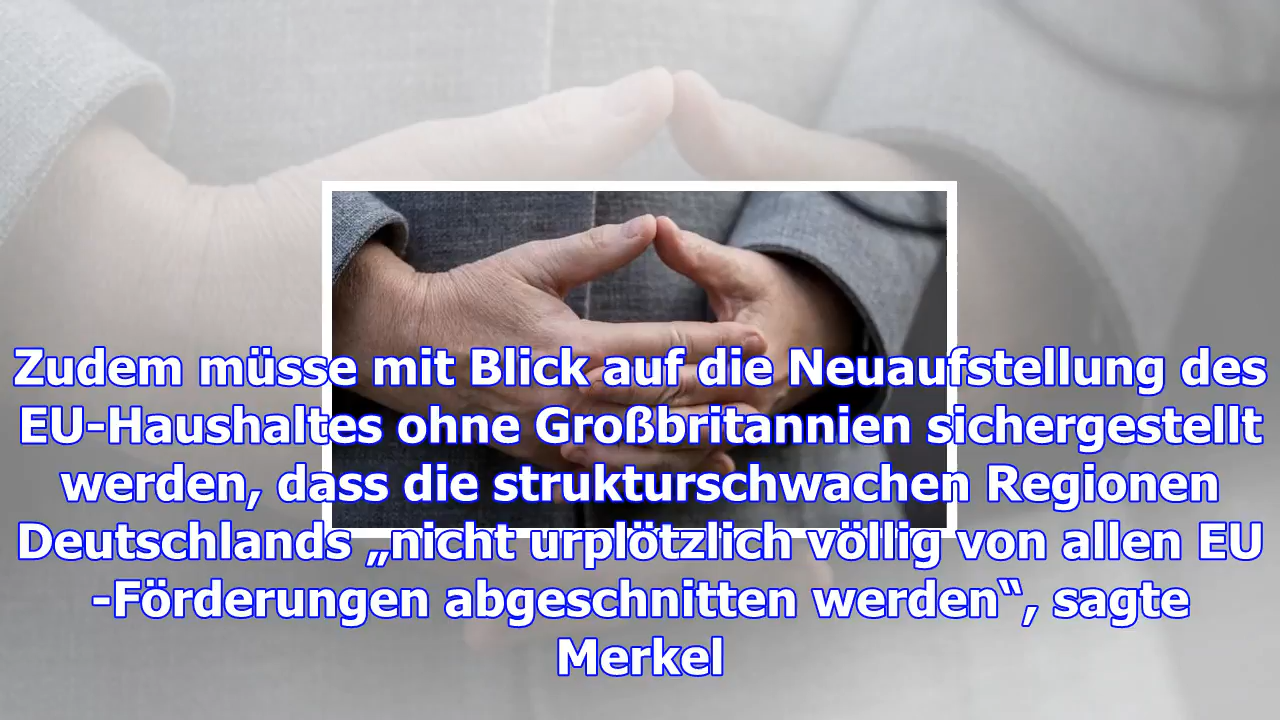 Zudem müsse mit Blick auf die Neuaufstellung des
EU-Haushaltes ohne Großbritannien sichergestellt
werden, dass die strukturschwachen Regionen
Deutschlands „nicht urplötzlich völlig von allen EU
-Förderungen abgeschnitten werden“, sagte
Merkel